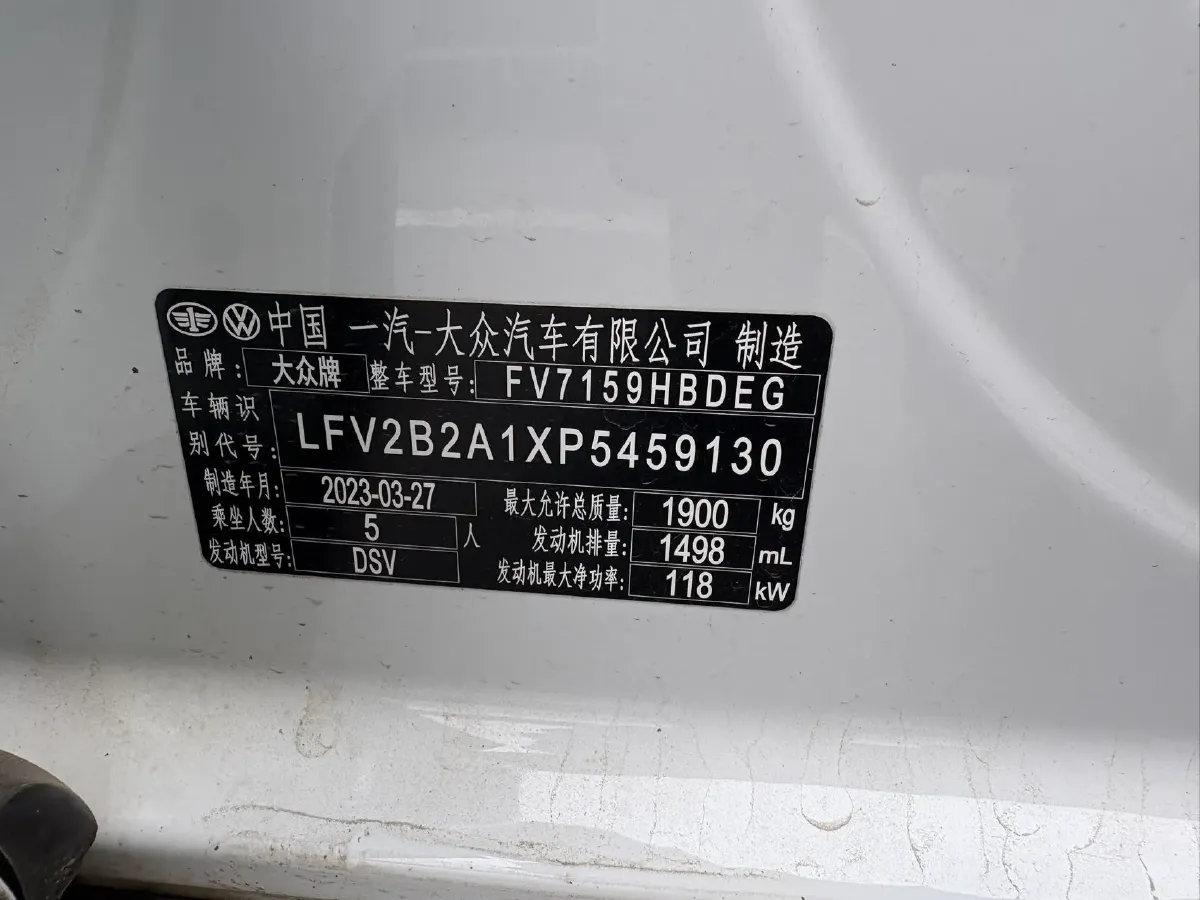 中国 一汽-大众汽车有限公司 制造
品牌: 大众牌 整车型号: FV7159HBDEG
车辆识别代号: LFV2B2A1XP5459130
制造年月: 2023-03-27 最大允许总质量: 1900 kg
乘坐人数: 5 人 发动机排量: 1498 mL
发动机型号: DSV 发动机最大净功率: 118 kW